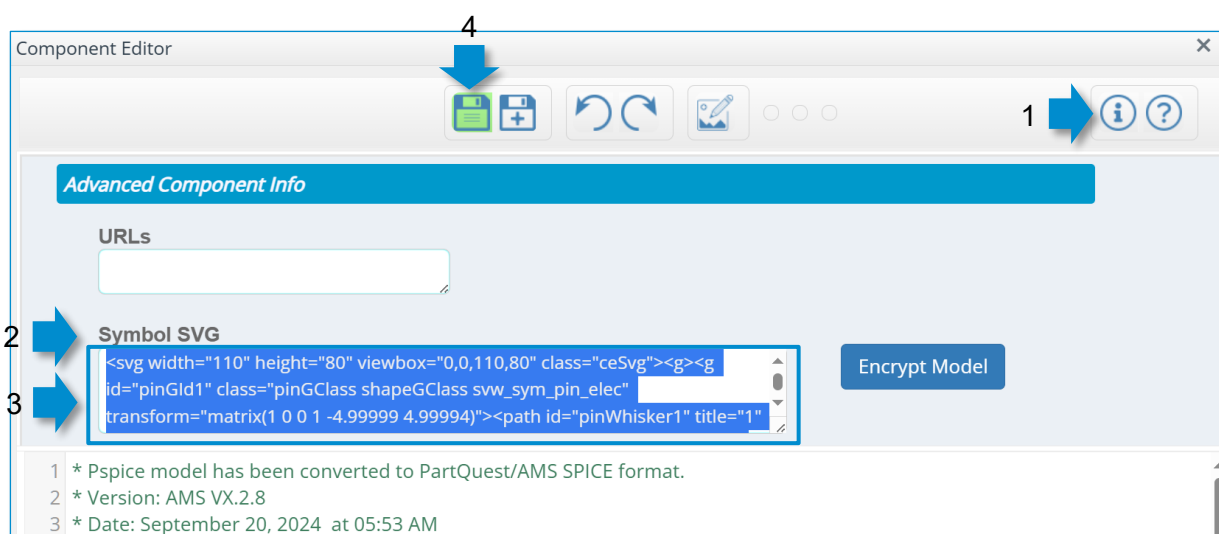 4
Component Editor
1
Advanced Component Info
URLs
2
Symbol SVG
<svg width="110" height="80" viewbox="0,0,110,80" class="ceSvg"><g><g
id="pinGId1" class="pinGClass shapeGClass svw_sym_pin_elec"
3
transform="matrix(1 0 0 1 -4.99999 4.99994)"><path id="pinWhisker1" title="1"
Encrypt Model
1 * Pspice model has been converted to PartQuest/AMS SPICE format.
2 * Version: AMS VX.2.8
3 * Date: September 20, 2024  at 05:53 AM